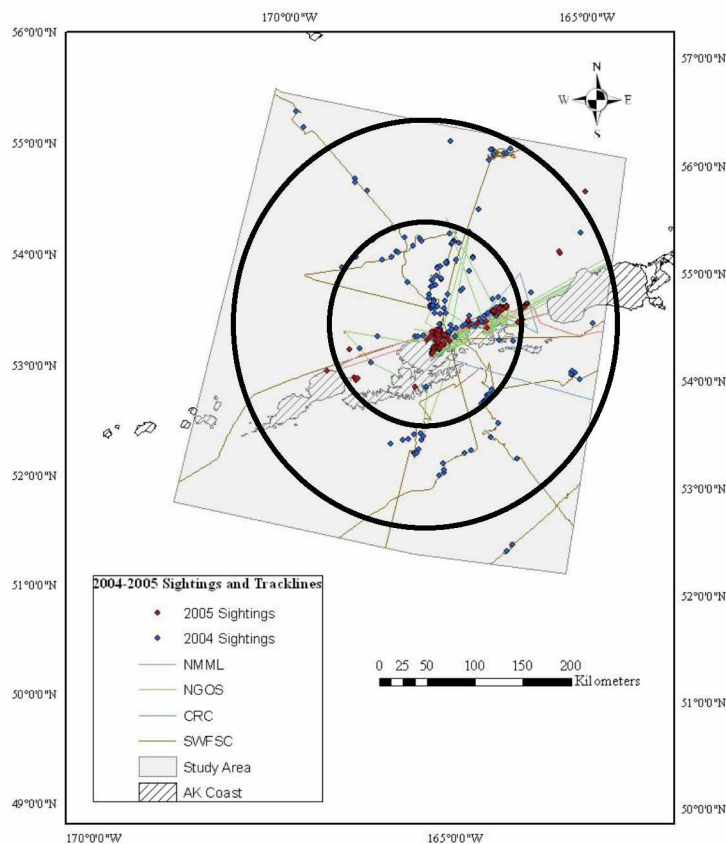 170°0'0"W 165°0'0"W
56°0'0"N
57°0'0"N
N
W E
S
55°0'0"N
56°0'0"N
54°0'0"N
55°0'0"N
53°0'0"N
54°0'0"N
52°0'0"N
53°0'0"N
51°0'0"N
52°0'0"N
50°0'0"N
51°0'0"N
49°0'0"N
50°0'0"N
2004-2005 Sightings and Tracklines
2005 Sightings
2004 Sightings
NMML
NGOS
CRC
SWFSC
Study Area
AK Coast
0 25 50 100 150 200
Kilometers
170°0'0"W 165°0'0"W